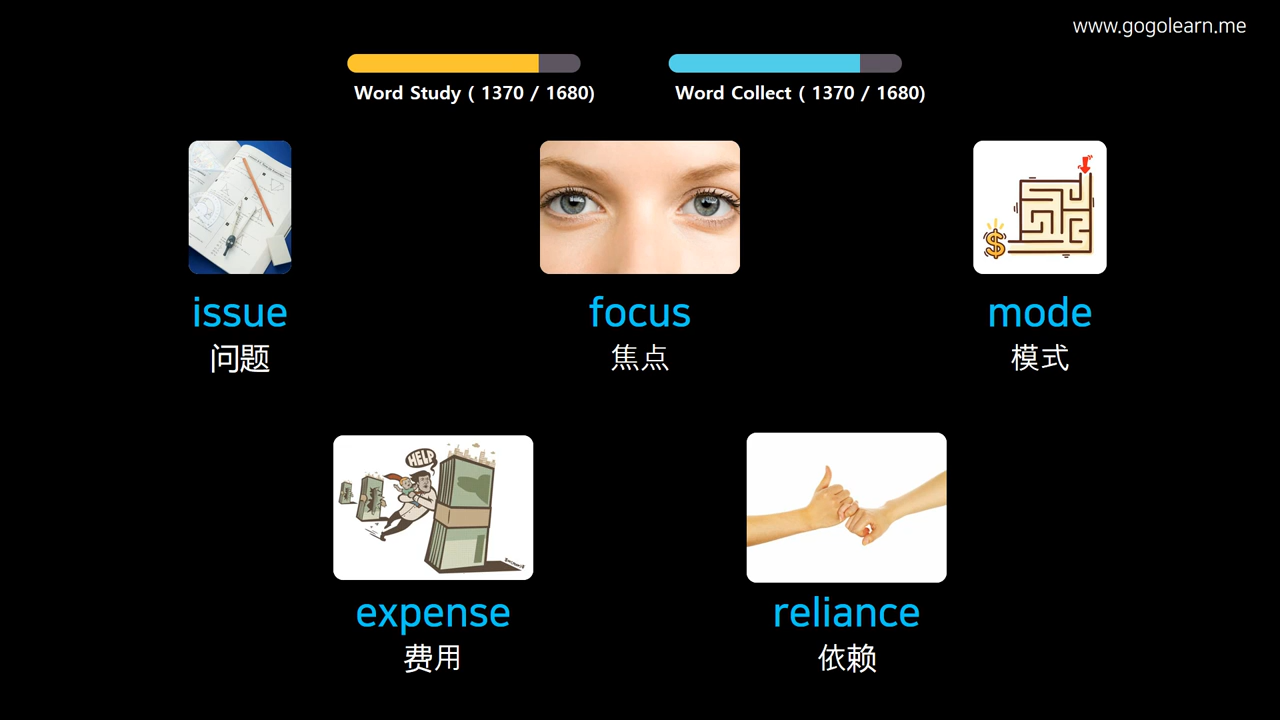 www.gogolearn.me
Word Study ( 1370 / 1680)
Word Collect ( 1370 / 1680)
issue
问题
focus
焦点
mode
模式
HELP
expense
费用
reliance
依赖